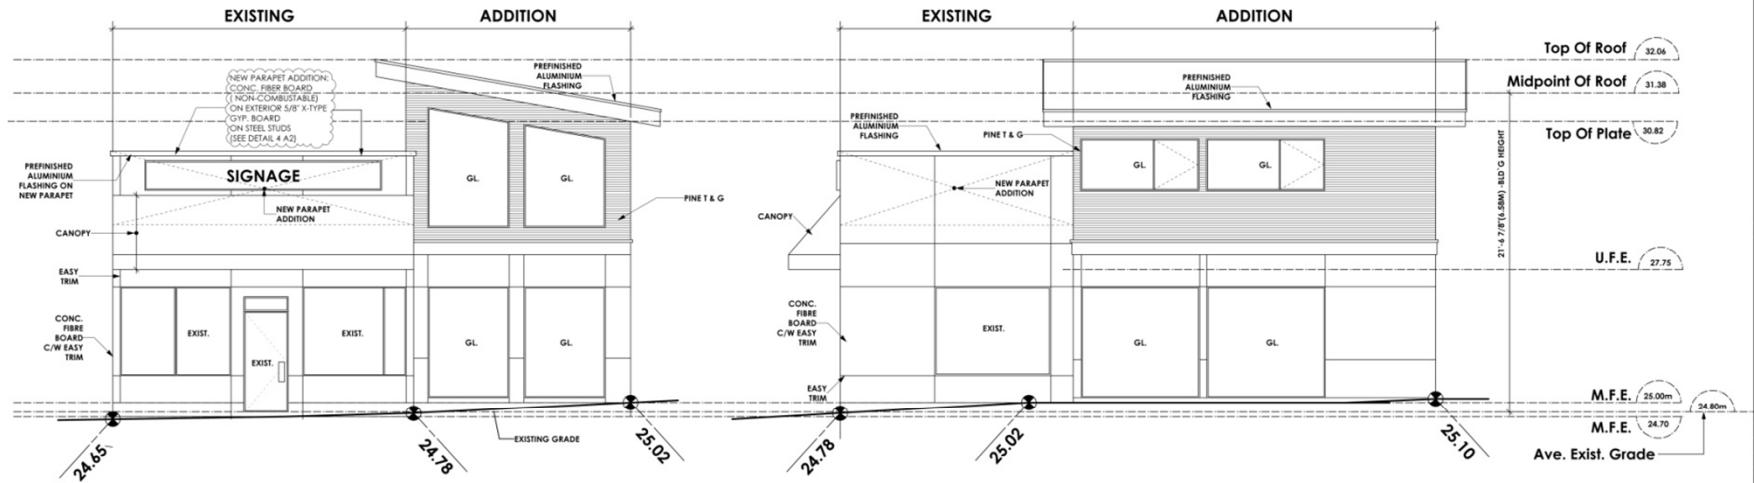 EXISTING
ADDITION
NEW PARAPET ADDITION:
CONC. FIBER BOARD
( NON-COMBUSTABLE)
ON EXTERIOR 5/8" X-TYPE
GYP. BOARD
ON STEEL STUDS
(SEE DETAIL 4 A2)
PREFINISHED
ALUMINIUM
FLASHING
PREFINISHED
ALUMINIUM
FLASHING ON
NEW PARAPET
SIGNAGE
GL.
GL.
PINE T & G
NEW PARAPET
ADDITION
CANOPY
EASY
TRIM
CONC.
FIBRE
BOARD
C/W EASY
TRIM
EXIST.
EXIST.
EXIST.
GL.
GL.
EXISTING GRADE
24.65
24.78
25.02
EXISTING
ADDITION
PREFINISHED
ALUMINIUM
FLASHING
PREFINISHED
ALUMINIUM
FLASHING
PINE T & G
GL.
GL.
NEW PARAPET
ADDITION
CANOPY
CONC.
FIBRE
BOARD
C/W EASY
TRIM
EXIST.
GL.
GL.
EASY
TRIM
24.78
25.02
25.10
21'-6 7/8"(6.58M) -BLD`G HEIGHT
Top Of Roof 32.06
Midpoint Of Roof 31.38
Top Of Plate 30.82
U.F.E. 27.75
M.F.E. 25.00m
24.80m
M.F.E. 24.70
Ave. Exist. Grade